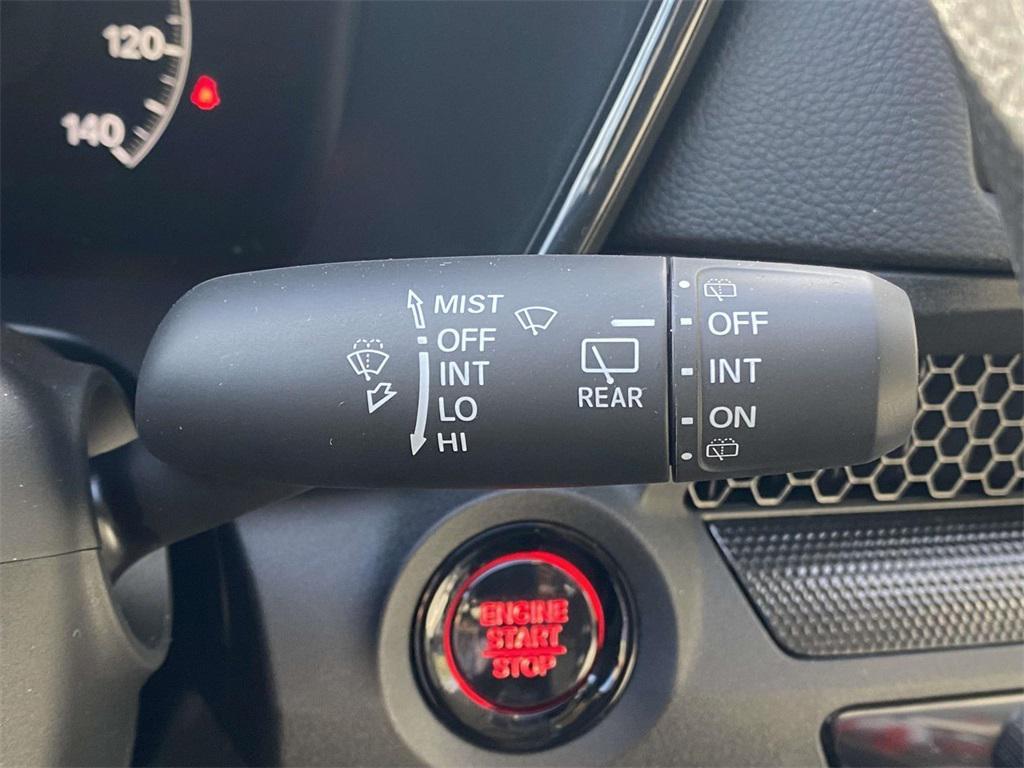 120
140
MIST
OFF
INT
LO
HI
REAR
OFF
INT
ON
ENGINE
START
STOP